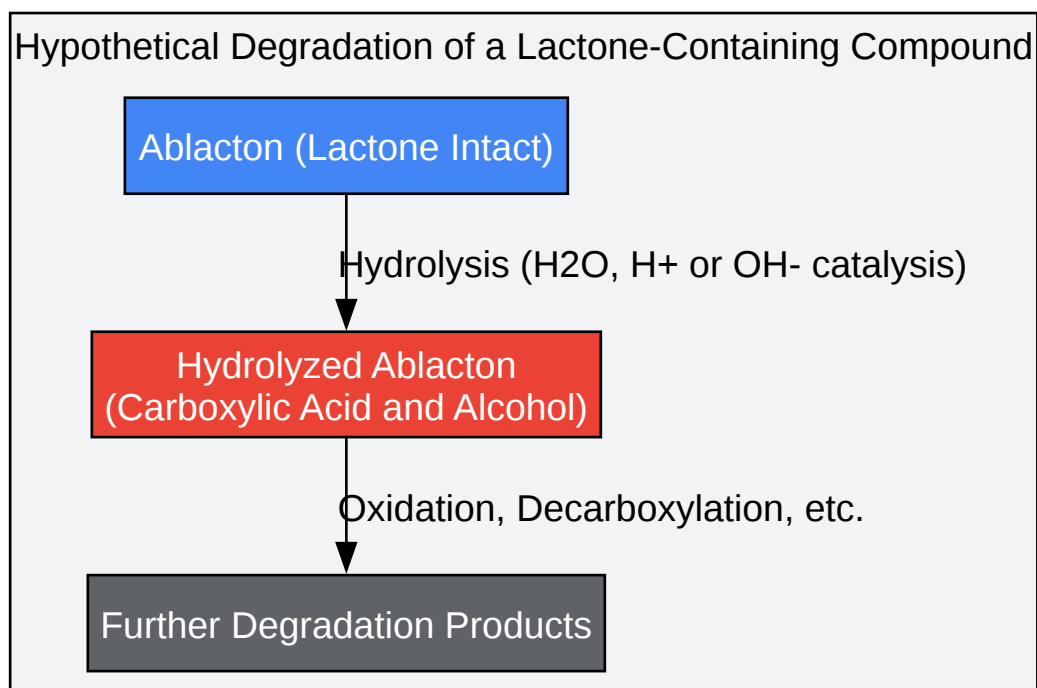 Hypothetical Degradation of a Lactone-Containing Compound
Ablacton (Lactone Intact)
Hydrolysis (H2O, H+ or OH- catalysis)
Hydrolyzed Ablacton
(Carboxylic Acid and Alcohol)
Oxidation, Decarboxylation, etc.
Further Degradation Products